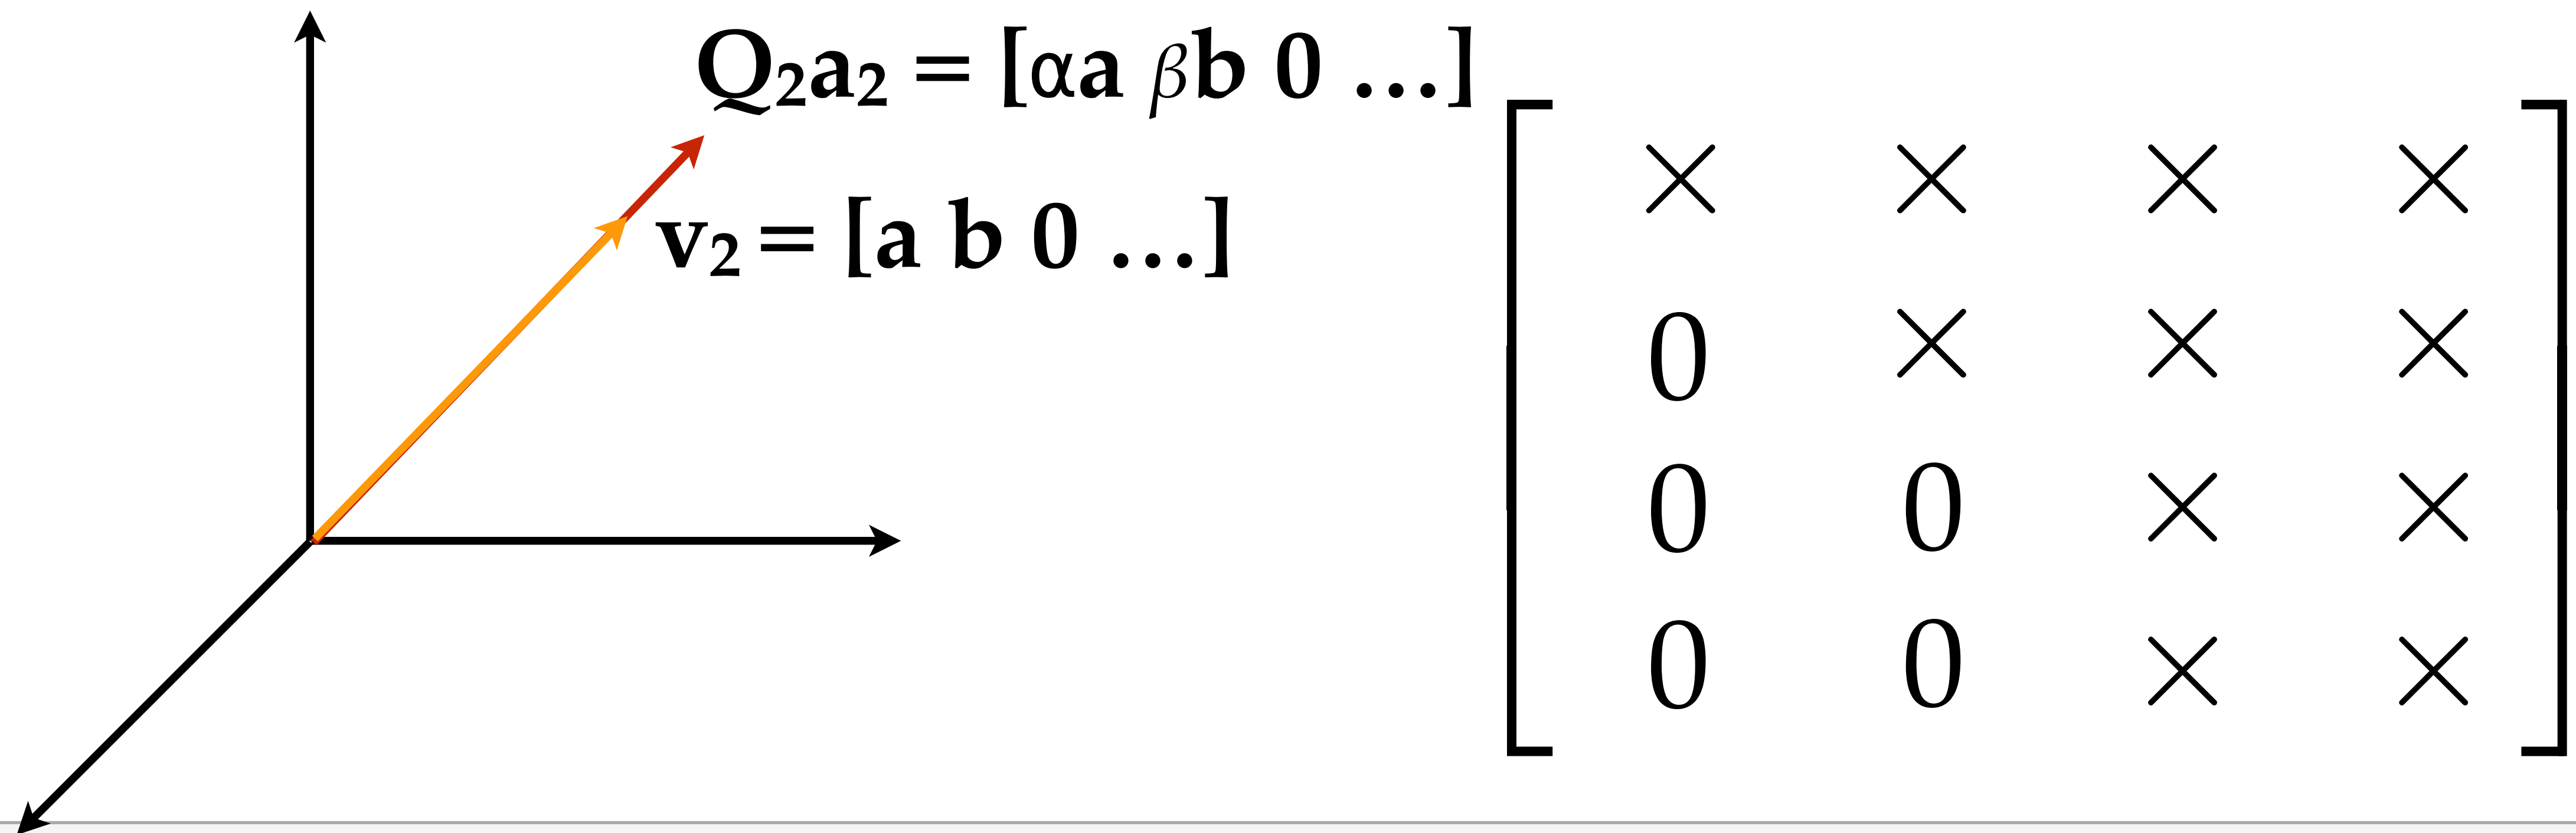 Q₂a₂ = [αa βb 0 ...]
v₂ = [a b 0 ...]
× × × ×
0 × × ×
0 0 × ×
0 0 × ×